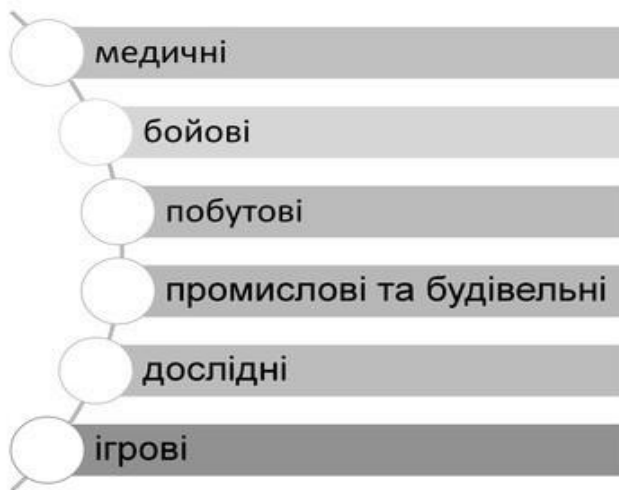 медичні
бойові
побутові
промислові та будівельні
дослідні
ігрові